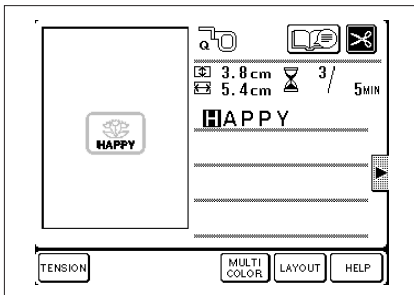 Q
3.8cm
5.4cm
3/
5MIN
HAPPY
HAPPY
TENSION
MULTI
COLOR
LAYOUT
HELP